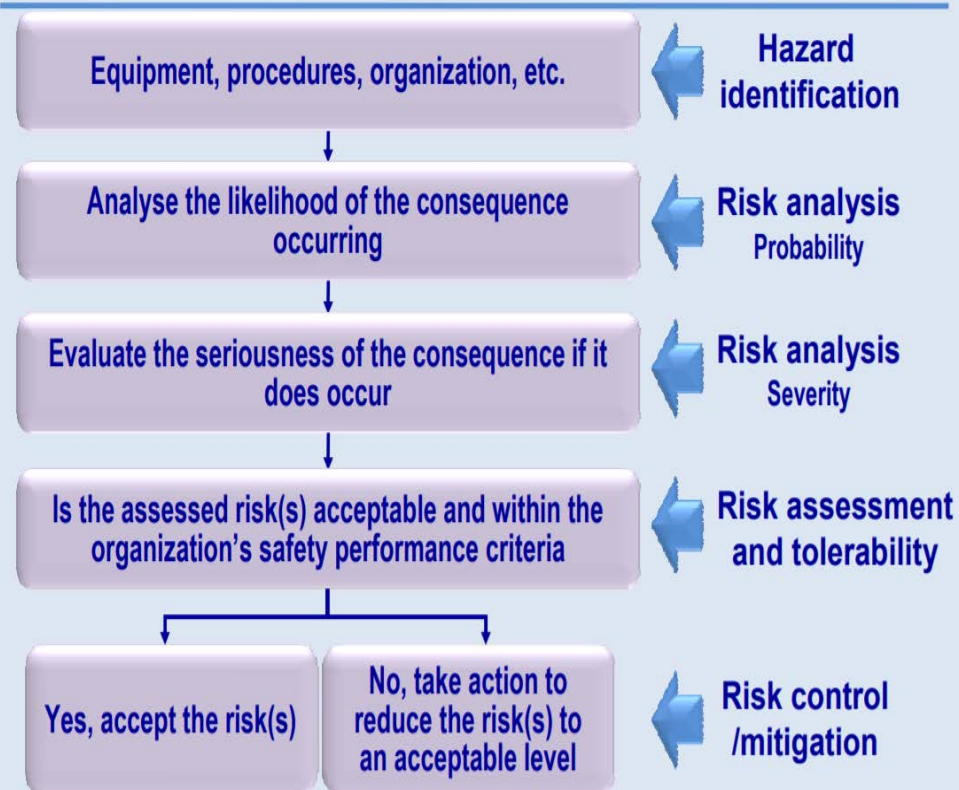 Equipment, procedures, organization, etc.
Hazard
identification
Analyse the likelihood of the consequence
occurring
Risk analysis
Probability
Evaluate the seriousness of the consequence if it
does occur
Risk analysis
Severity
Is the assessed risk(s) acceptable and within the
organization's safety performance criteria
Risk assessment
and tolerability
Yes, accept the risk(s)
No, take action to
reduce the risk(s) to
an acceptable level
Risk control
/mitigation